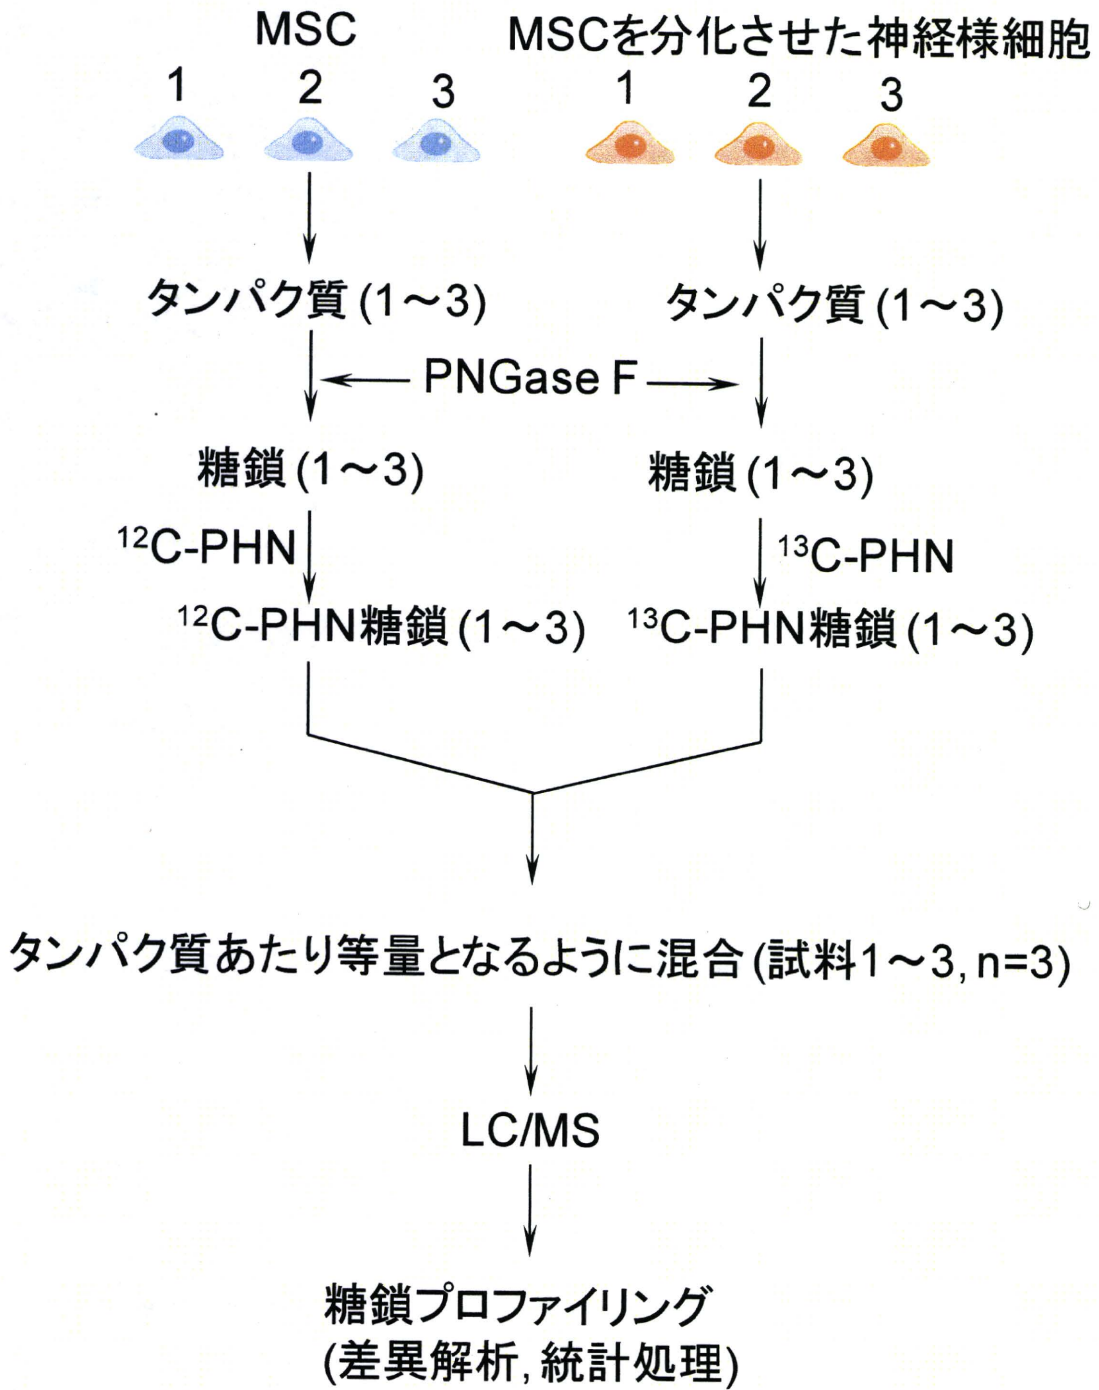 MSC
MSCを分化させた神経様細胞
1 2 3
1 2 3
タンパク質 (1～3)
タンパク質 (1～3)
PNGase F
糖鎖 (1～3)
糖鎖 (1～3)
¹²C-PHN
¹³C-PHN
¹²C-PHN糖鎖 (1～3)
¹³C-PHN糖鎖 (1～3)
タンパク質あたり等量となるように混合 (試料1～3, n=3)
LC/MS
糖鎖プロファイリング
(差異解析, 統計処理)